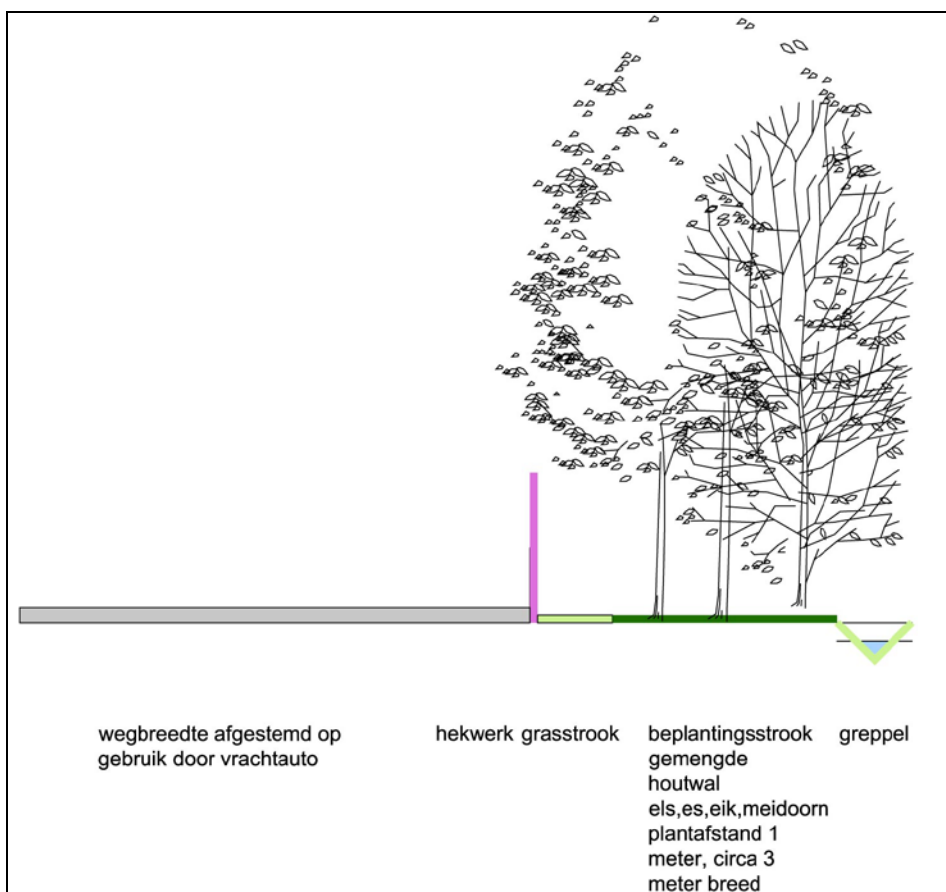 wegbreedte afgestemd op
gebruik door vrachtauto
hekwerk grasstrook
beplantingsstrook
gemengde
houtwal
els,es,eik,meidoorn
plantafstand 1
meter, circa 3
meter breed
greppel